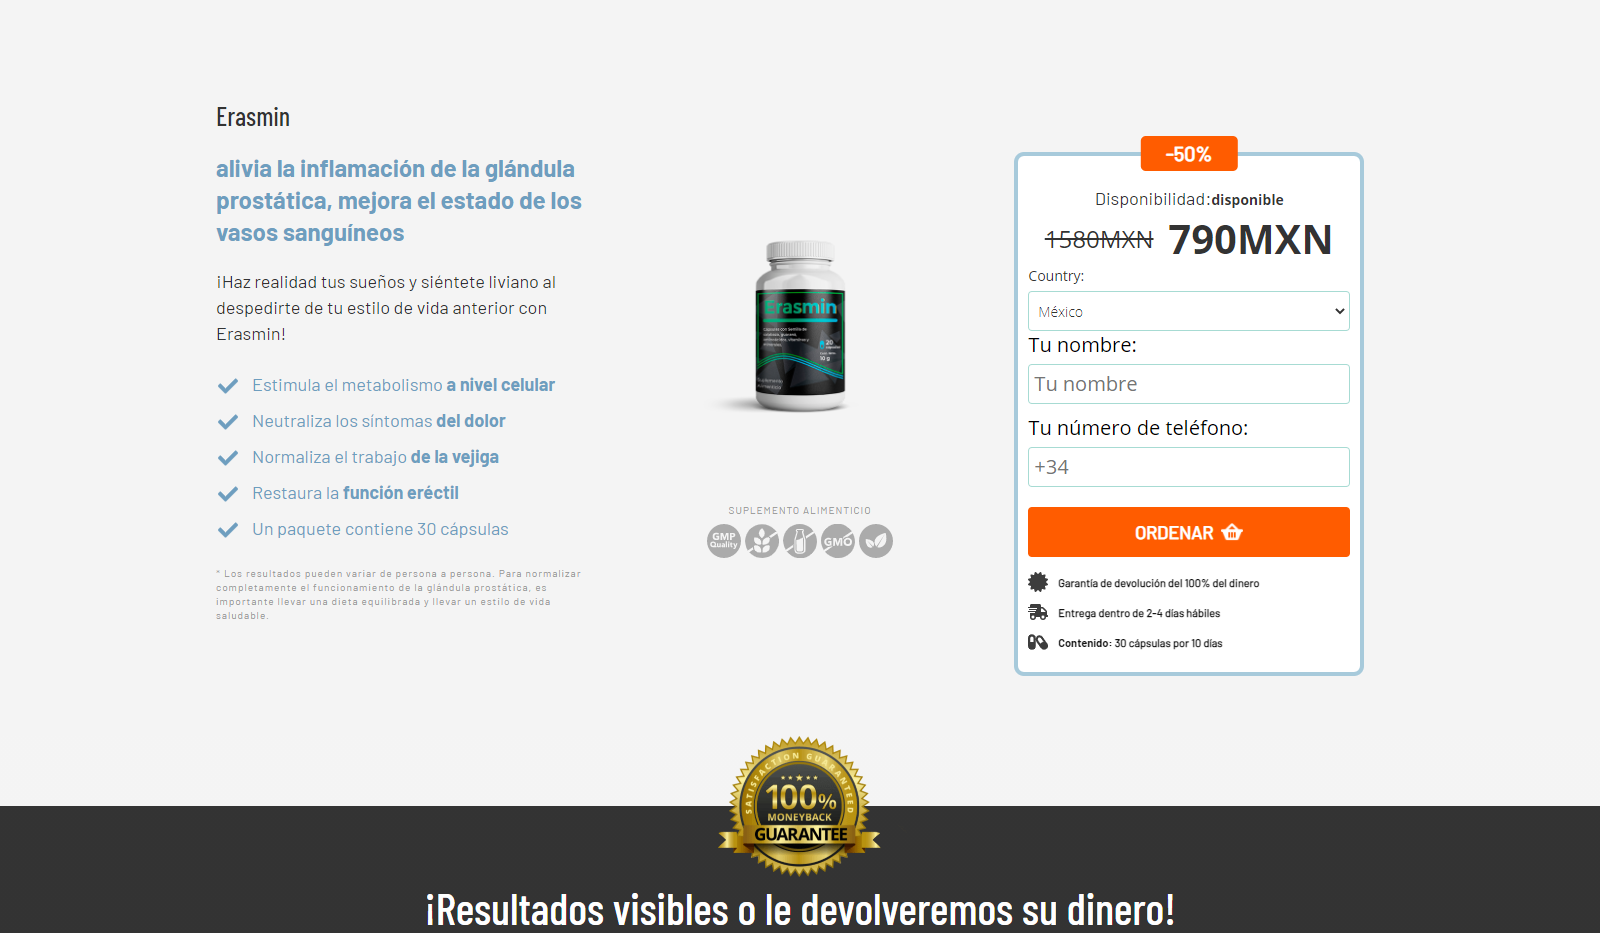 Erasmin
alivia la inflamación de la glándula
prostática, mejora el estado de los
vasos sanguíneos
¡Haz realidad tus sueños y siéntete liviano al
despedirte de tu estilo de vida anterior con
Erasmin!
Estimula el metabolismo a nivel celular
Neutraliza los síntomas del dolor
Normaliza el trabajo de la vejiga
Restaura la función eréctil
Un paquete contiene 30 cápsulas
* Los resultados pueden variar de persona a persona. Para normalizar
completamente el funcionamiento de la glándula prostática, es
importante llevar una dieta equilibrada y llevar un estilo de vida
saludable.
Erasmin
20
10 g
SUPLEMENTO ALIMENTICIO
GMP
Quality
GMO
-50%
Disponibilidad:disponible
1580MXN 790MXN
Country:
México
Tu nombre:
Tu nombre
Tu número de teléfono:
+34
ORDENAR
Garantía de devolución del 100% del dinero
Entrega dentro de 2-4 días hábiles
Contenido: 30 cápsulas por 10 días
SATISFACTION GUARANTEED
100%
MONEYBACK
GUARANTEE
¡Resultados visibles o le devolveremos su dinero!